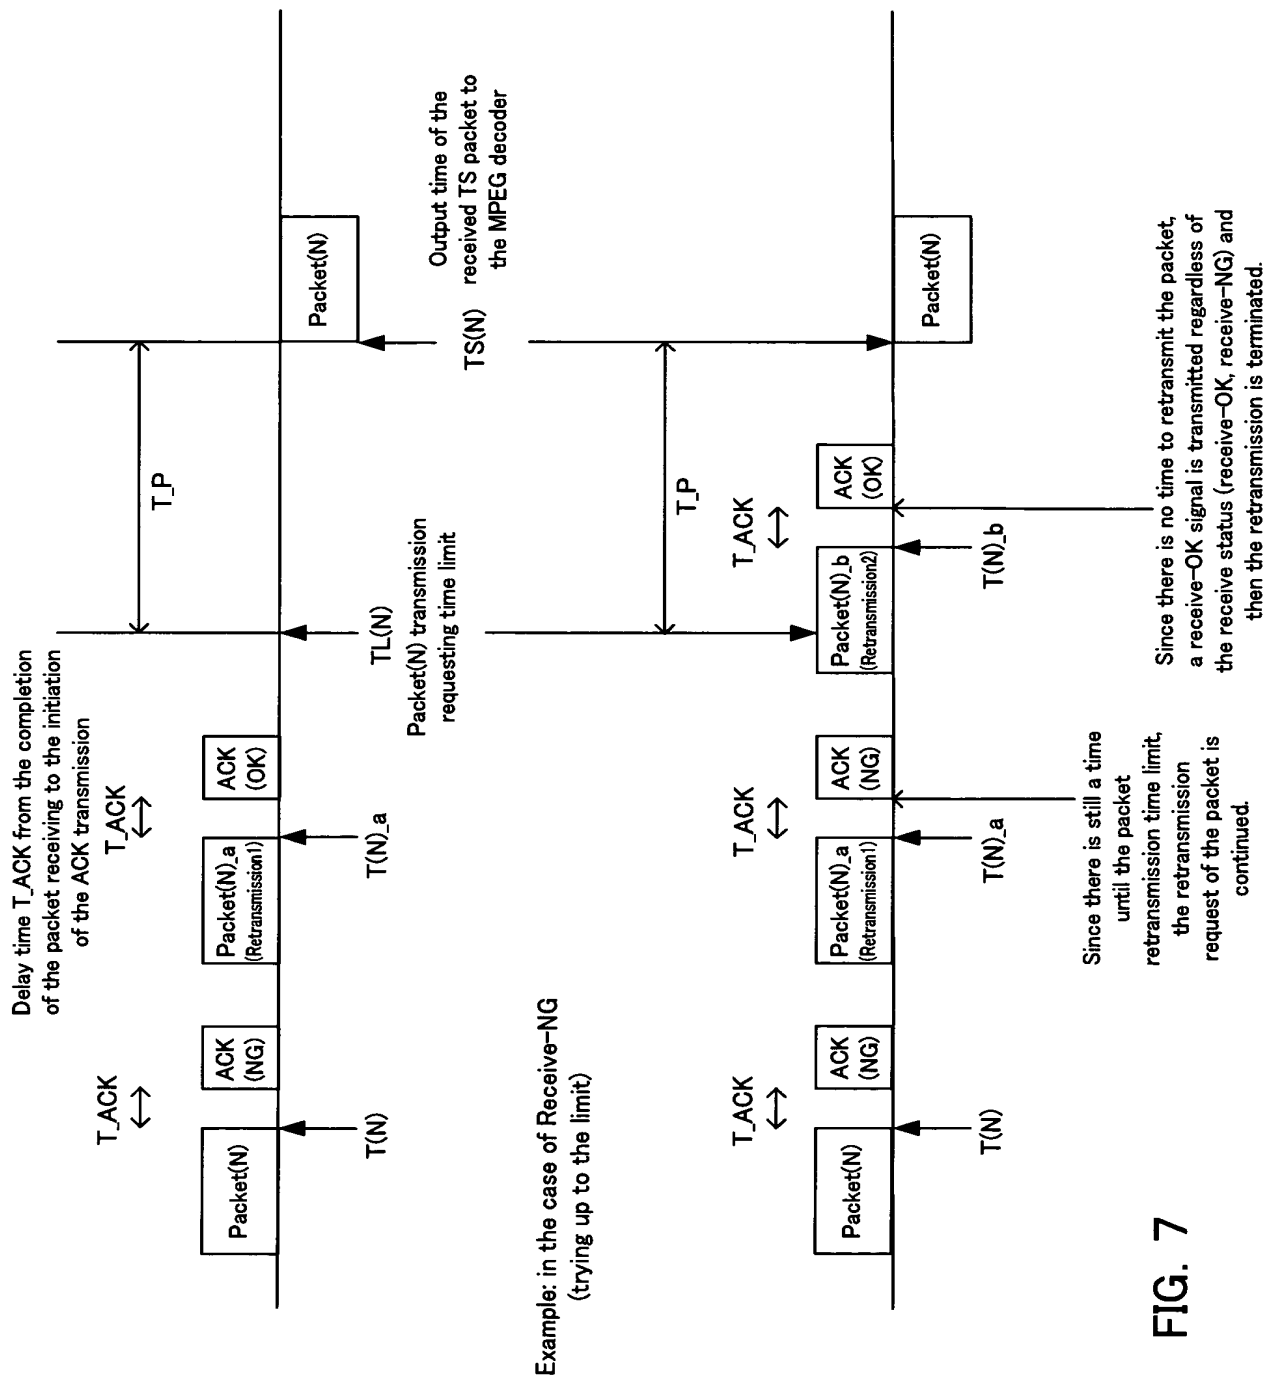 Delay time T_ACK from the completion
of the packet receiving to the initiation
of the ACK transmission
T_ACK
T_ACK
T_P
Packet(N)
ACK
(NG)
Packet(N)_a
(Retransmission1)
ACK
(OK)
Packet(N)
T(N)
T(N)_a
TL(N)
Packet(N) transmission
requesting time limit
TS(N)
Output time of the
received TS packet to
the MPEG decoder
Example: in the case of Receive-NG
(trying up to the limit)
T_P
T_ACK
T_ACK
T_ACK
Packet(N)
ACK
(NG)
Packet(N)_a
(Retransmission1)
ACK
(NG)
Packet(N)_b
(Retransmission2)
ACK
(OK)
Packet(N)
T(N)
T(N)_a
T(N)_b
Since there is still a time
until the packet
retransmission time limit,
the retransmission
request of the packet is
continued.
Since there is no time to retransmit the packet,
a receive-OK signal is transmitted regardless of
the receive status (receive-OK, receive-NG) and
then the retransmission is terminated.
FIG. 7